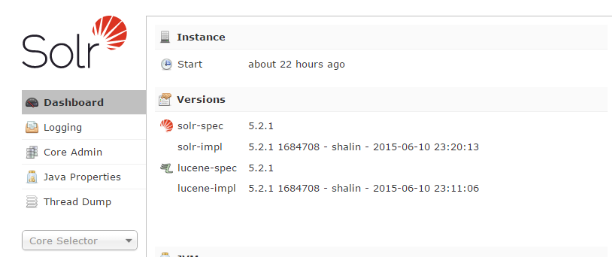 Solr
Instance
Start about 22 hours ago
Dashboard
Versions
Logging
solr-spec 5.2.1
Core Admin
solr-impl 5.2.1 1684708 - shalin - 2015-06-10 23:20:13
Java Properties
lucene-spec 5.2.1
Thread Dump
lucene-impl 5.2.1 1684708 - shalin - 2015-06-10 23:11:06
Core Selector